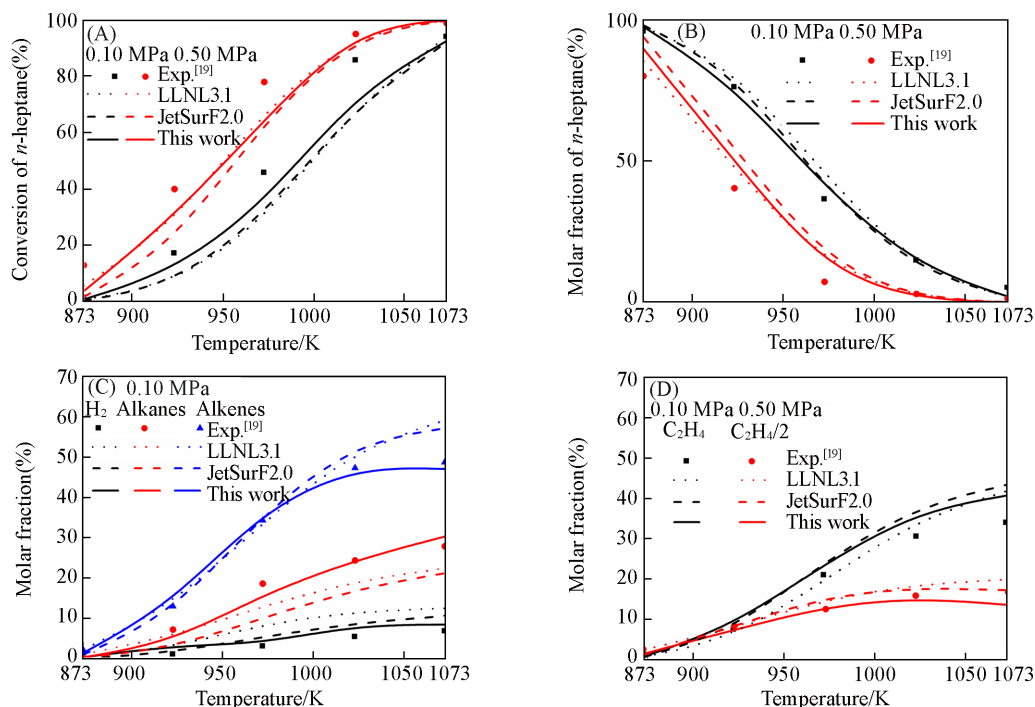 (A)
0.10 MPa 0.50 MPa
Exp.[19]
LLNL3.1
JetSurF2.0
This work
Conversion of n-heptane(%)
100
80
60
40
20
0
873 900 950 1000 1050 1073
Temperature/K
(B)
0.10 MPa 0.50 MPa
Exp.[19]
LLNL3.1
JetSurF2.0
This work
Molar fraction of n-heptane(%)
100
50
0
873 900 950 1000 1050 1073
Temperature/K
(C) 0.10 MPa
H2 Alkanes Alkenes
Exp.[19]
LLNL3.1
JetSurF2.0
This work
Molar fraction(%)
70
60
50
40
30
20
10
0
873 900 950 1000 1050 1073
Temperature/K
(D)
0.10 MPa 0.50 MPa
C2H4 C2H4/2
Exp.[19]
LLNL3.1
JetSurF2.0
This work
Molar fraction(%)
70
60
50
40
30
20
10
0
873 900 950 1000 1050 1073
Temperature/K